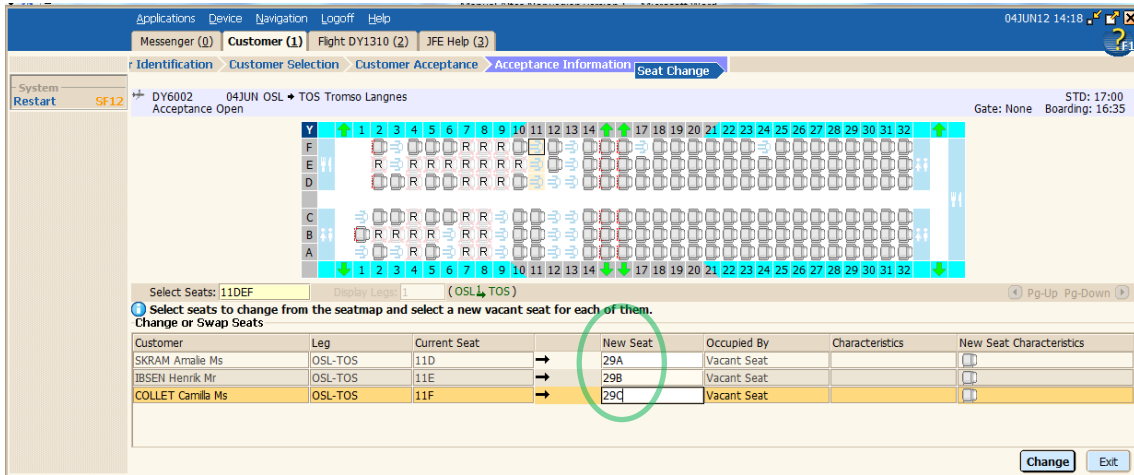 Applications Device Navigation Logoff Help 04JUN12 14:18
Messenger (0) Customer (1) Flight DY1310 (2) JFE Help (3) F1
r Identification Customer Selection Customer Acceptance Acceptance Information Seat Change
System
Restart SF12
DY6002 04JUN OSL TOS Tromso Langnes STD: 17:00
Acceptance Open Gate: None Boarding: 16:35
Y 1 2 3 4 5 6 7 8 9 10 11 12 13 14 17 18 19 20 21 22 23 24 25 26 27 28 29 30 31 32
F R R R
E R R R R R R R
D R R R R
C R R R
B R R R R R R
A R R R
1 2 3 4 5 6 7 8 9 10 11 12 13 14 17 18 19 20 21 22 23 24 25 26 27 28 29 30 31 32
Select Seats: 11DEF Display Legs: 1 (OSL TOS) Pg-Up Pg-Down
Select seats to change from the seatmap and select a new vacant seat for each of them.
Change or Swap Seats
Customer Leg Current Seat New Seat Occupied By Characteristics New Seat Characteristics
SKRAM Amalie Ms OSL-TOS 11D 29A Vacant Seat
IBSEN Henrik Mr OSL-TOS 11E 29B Vacant Seat
COLLET Camilla Ms OSL-TOS 11F 29C Vacant Seat
Change Exit